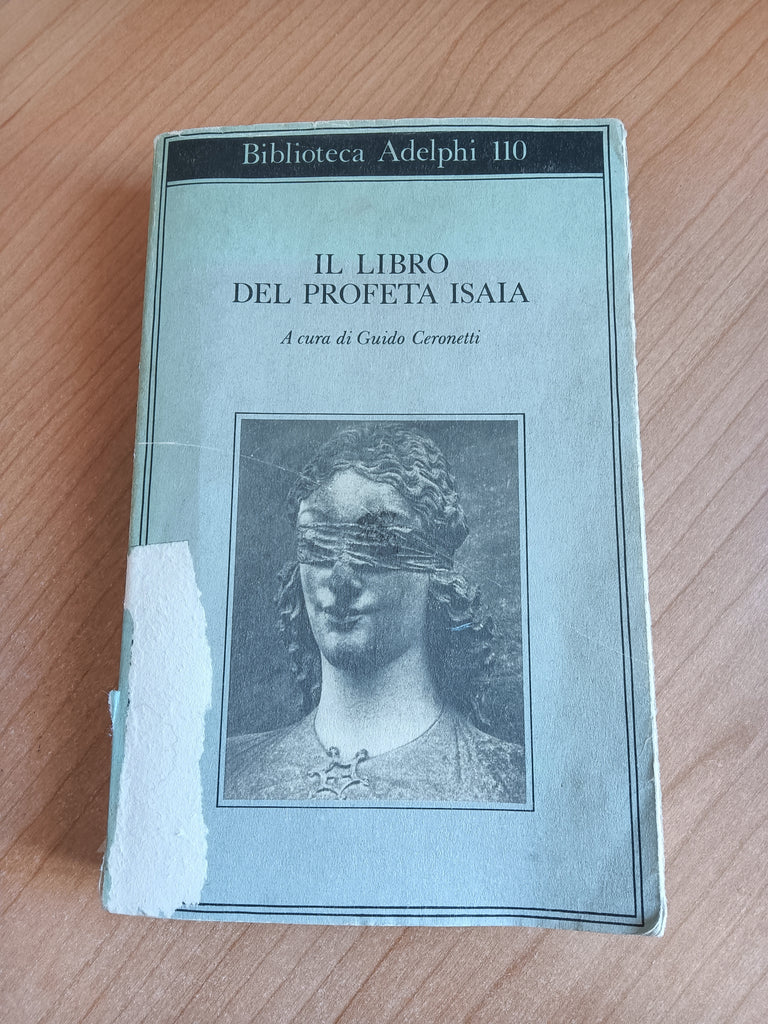 Biblioteca Adelphi 110
IL LIBRO
DEL PROFETA ISAIA
A cura di Guido Ceronetti